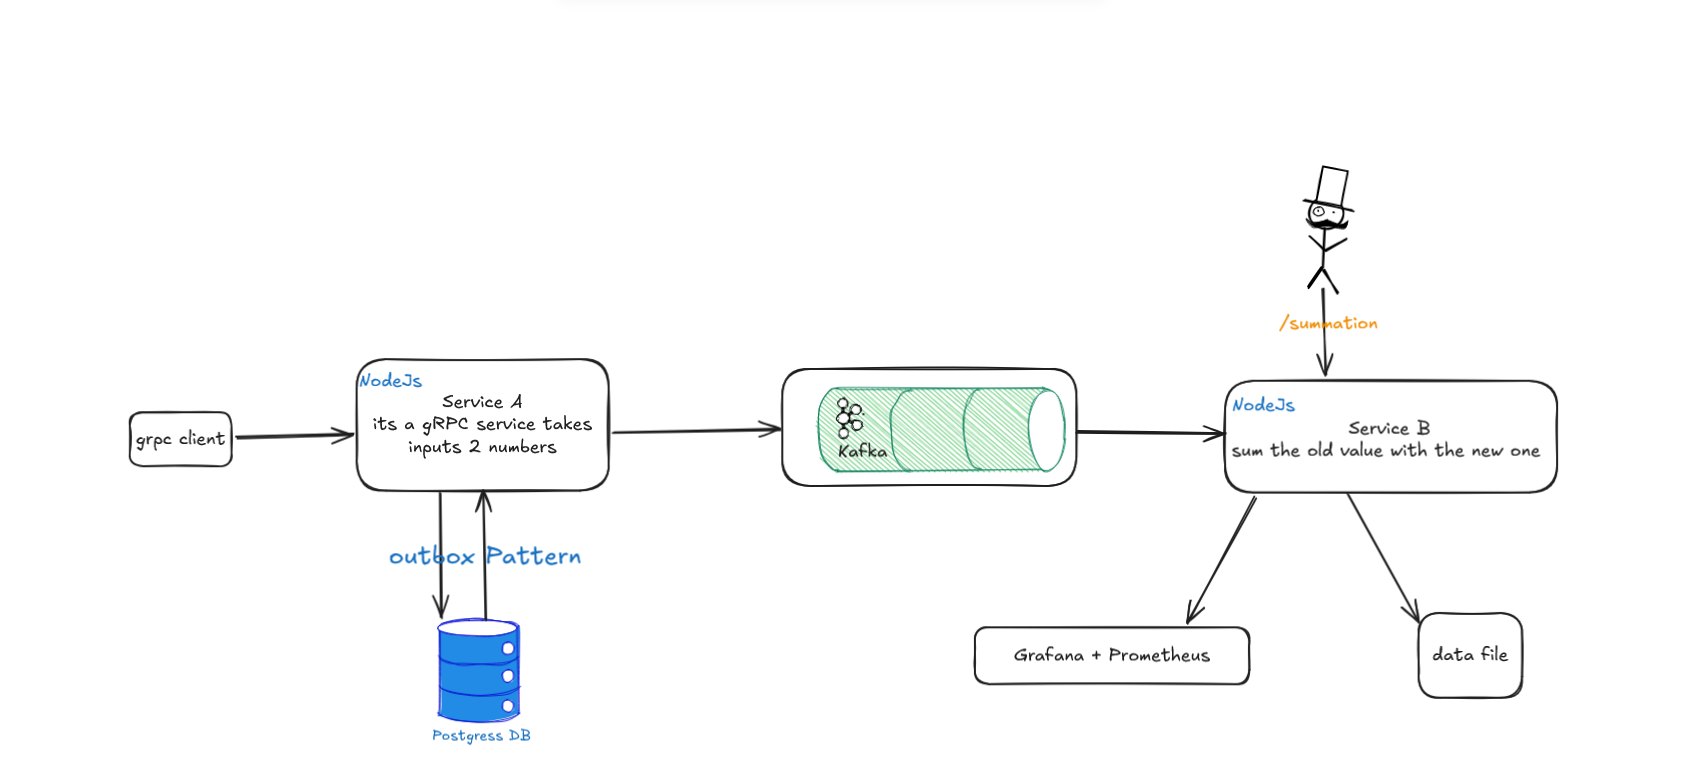 /summation
NodeJs
Service A
its a gRPC service takes
inputs 2 numbers
grpc client
Kafka
NodeJs
Service B
sum the old value with the new one
outbox Pattern
Postgress DB
Grafana + Prometheus
data file